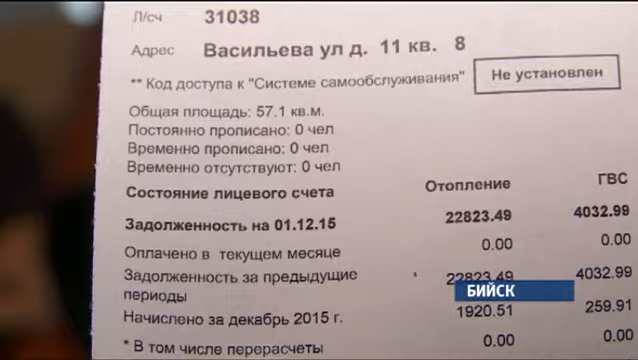 Л/сч 31038
Адрес Васильева ул д. 11 кв. 8
** Код доступа к "Системе самообслуживания" Не установлен
Общая площадь: 57.1 кв.м.
Постоянно прописано: 0 чел
Временно прописано: 0 чел
Временно отсутствуют: 0 чел
Состояние лицевого счета Отопление ГВС
Задолженность на 01.12.15 22823.49 4032.99
Оплачено в текущем месяце 0.00 0.00
Задолженность за предыдущие периоды 22823.49 4032.99
БИЙСК
Начислено за декабрь 2015 г. 1920.51 259.91
* В том числе перерасчеты 0.00 0.00